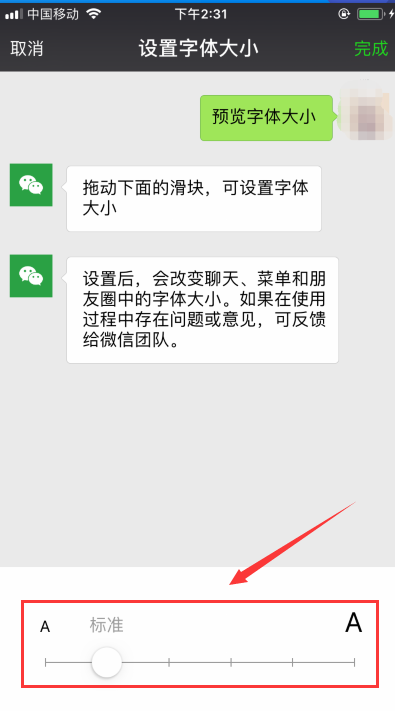 中国移动 下午2:31
取消 设置字体大小 完成
预览字体大小
拖动下面的滑块，可设置字体
大小
设置后，会改变聊天、菜单和朋
友圈中的字体大小。如果在使用
过程中存在问题或意见，可反馈
给微信团队。
A 标准 A